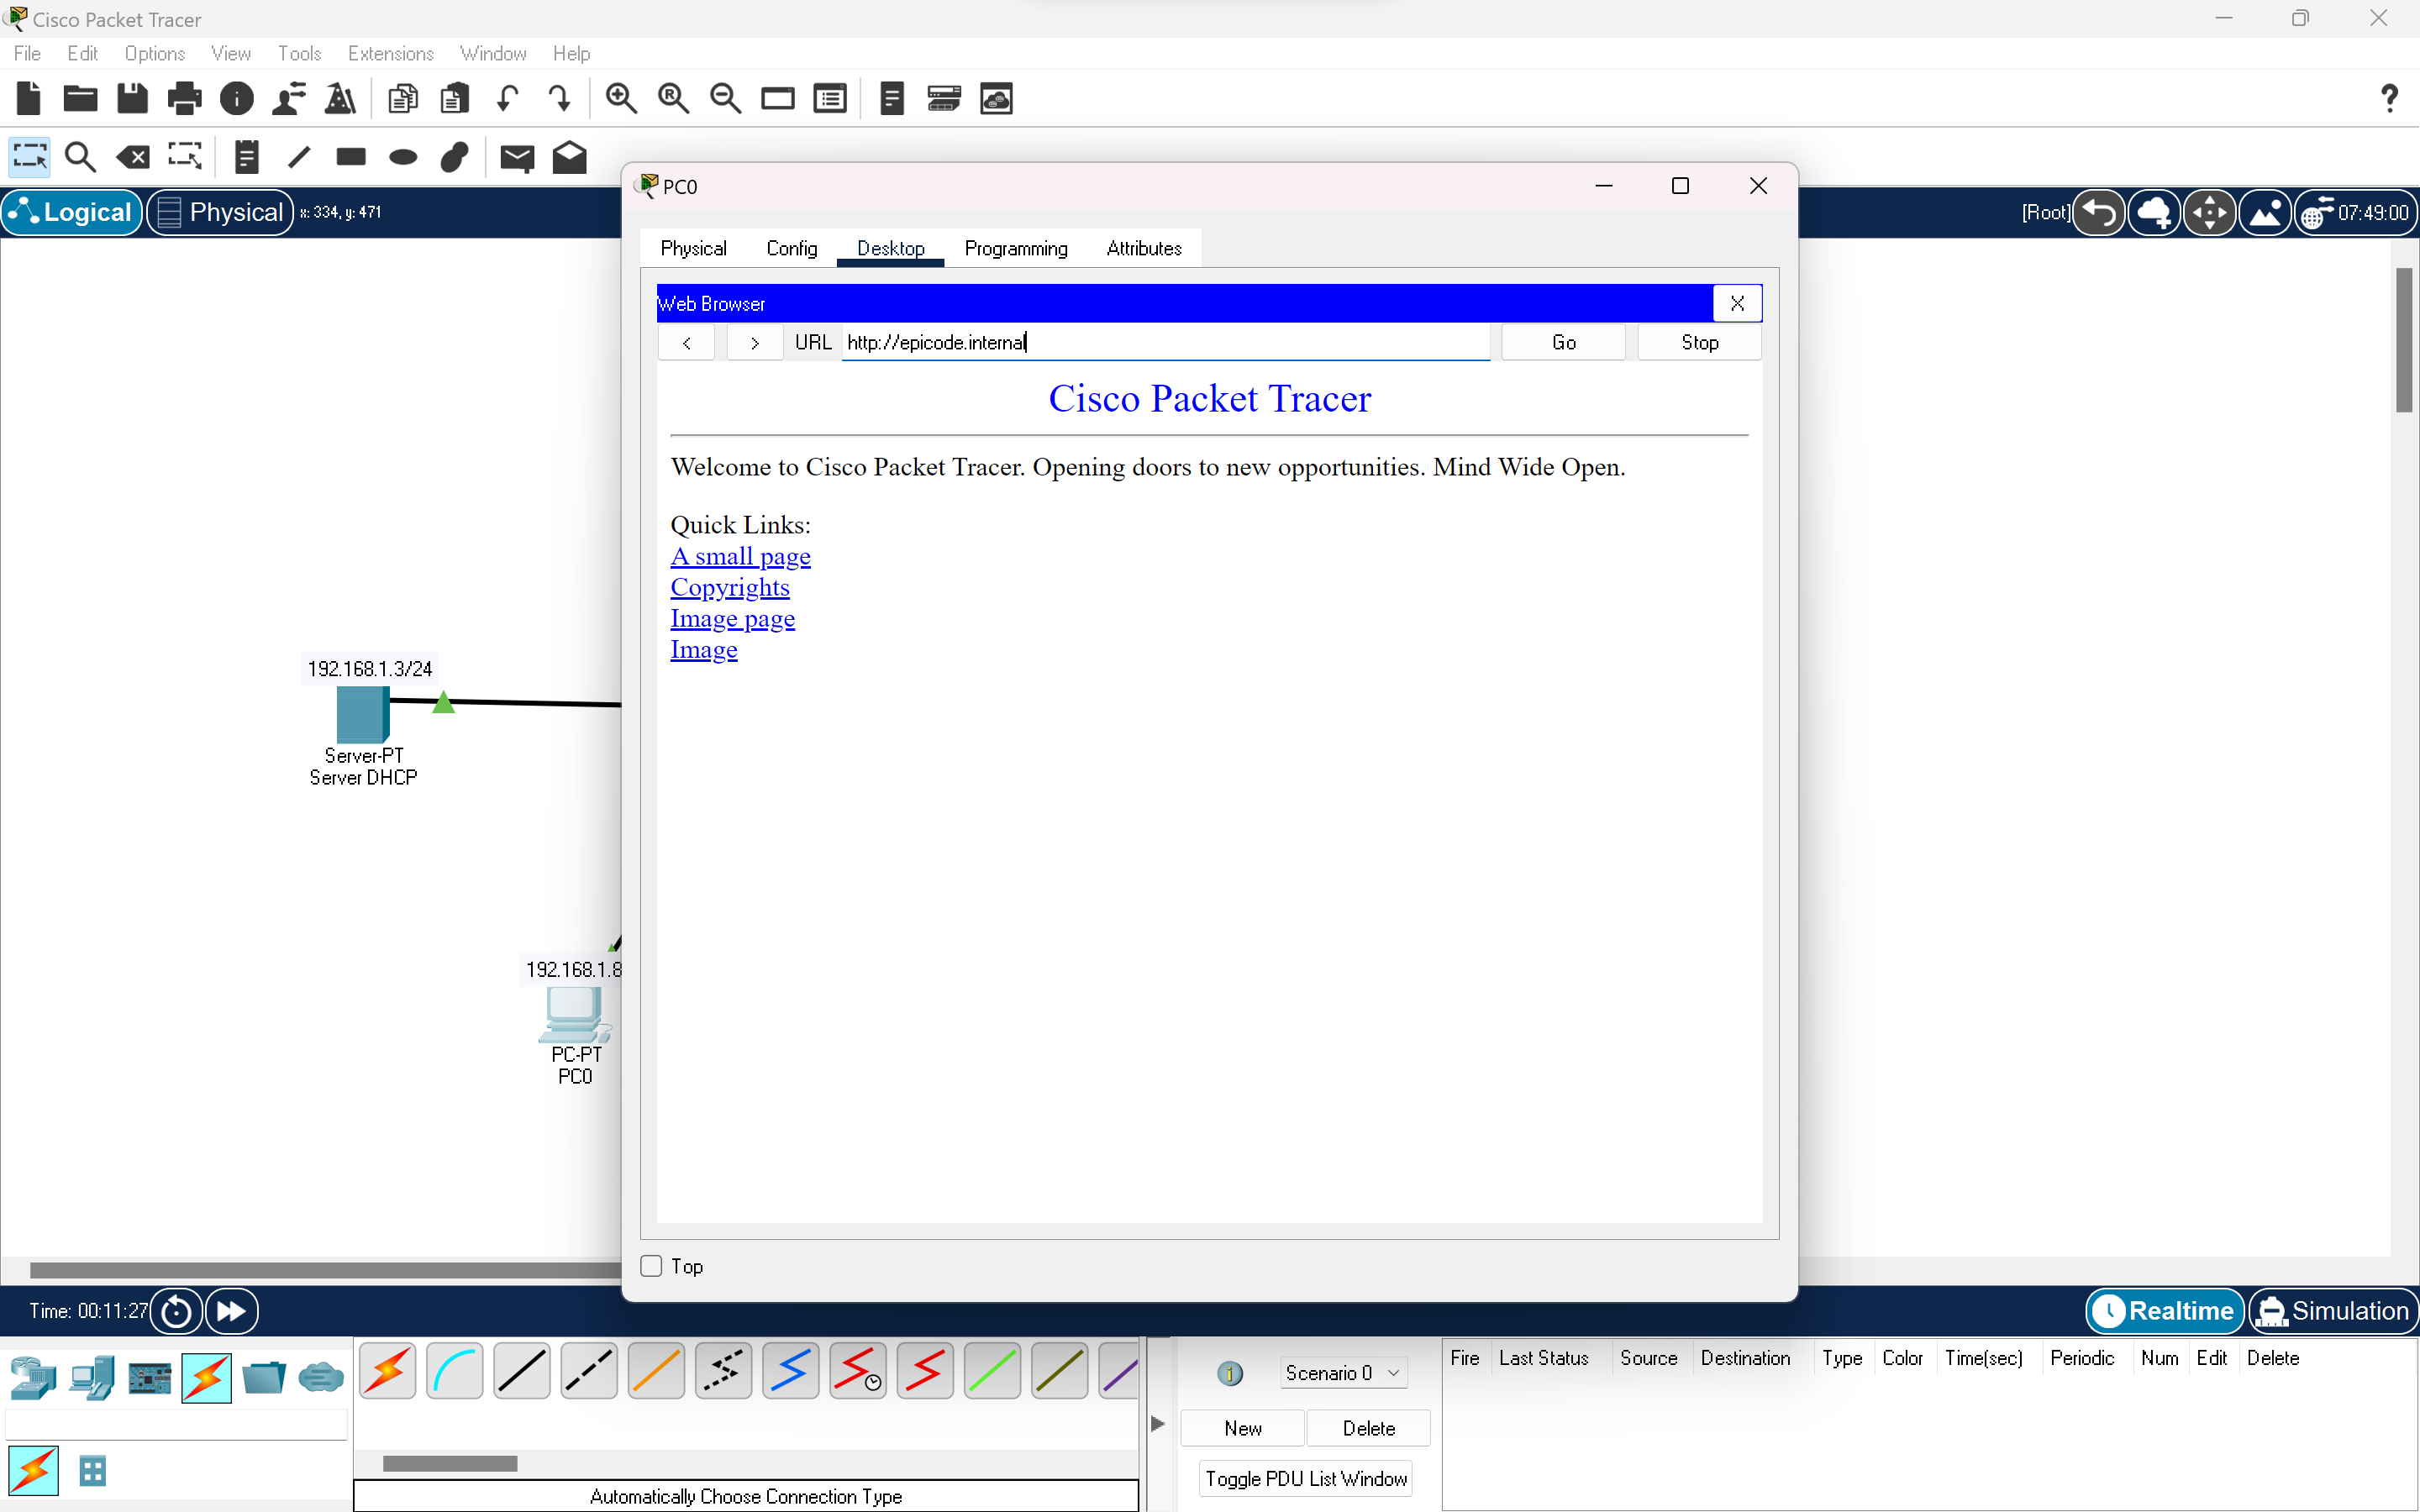 Cisco Packet Tracer
File Edit Options View Tools Extensions Window Help
Logical Physical x: 334, y: 471 [Root] 07:49:00
PC0
Physical Config Desktop Programming Attributes
Web Browser X
< > URL http://epicode.internal Go Stop
Cisco Packet Tracer
Welcome to Cisco Packet Tracer. Opening doors to new opportunities. Mind Wide Open.
Quick Links:
A small page
Copyrights
Image page
Image
192.168.1.3/24
Server-PT
Server DHCP
192.168.1.8
PC-PT
PC0
Top
Time: 00:11:27 Realtime Simulation
Scenario 0
New Delete
Toggle PDU List Window
Fire Last Status Source Destination Type Color Time(sec) Periodic Num Edit Delete
Automatically Choose Connection Type